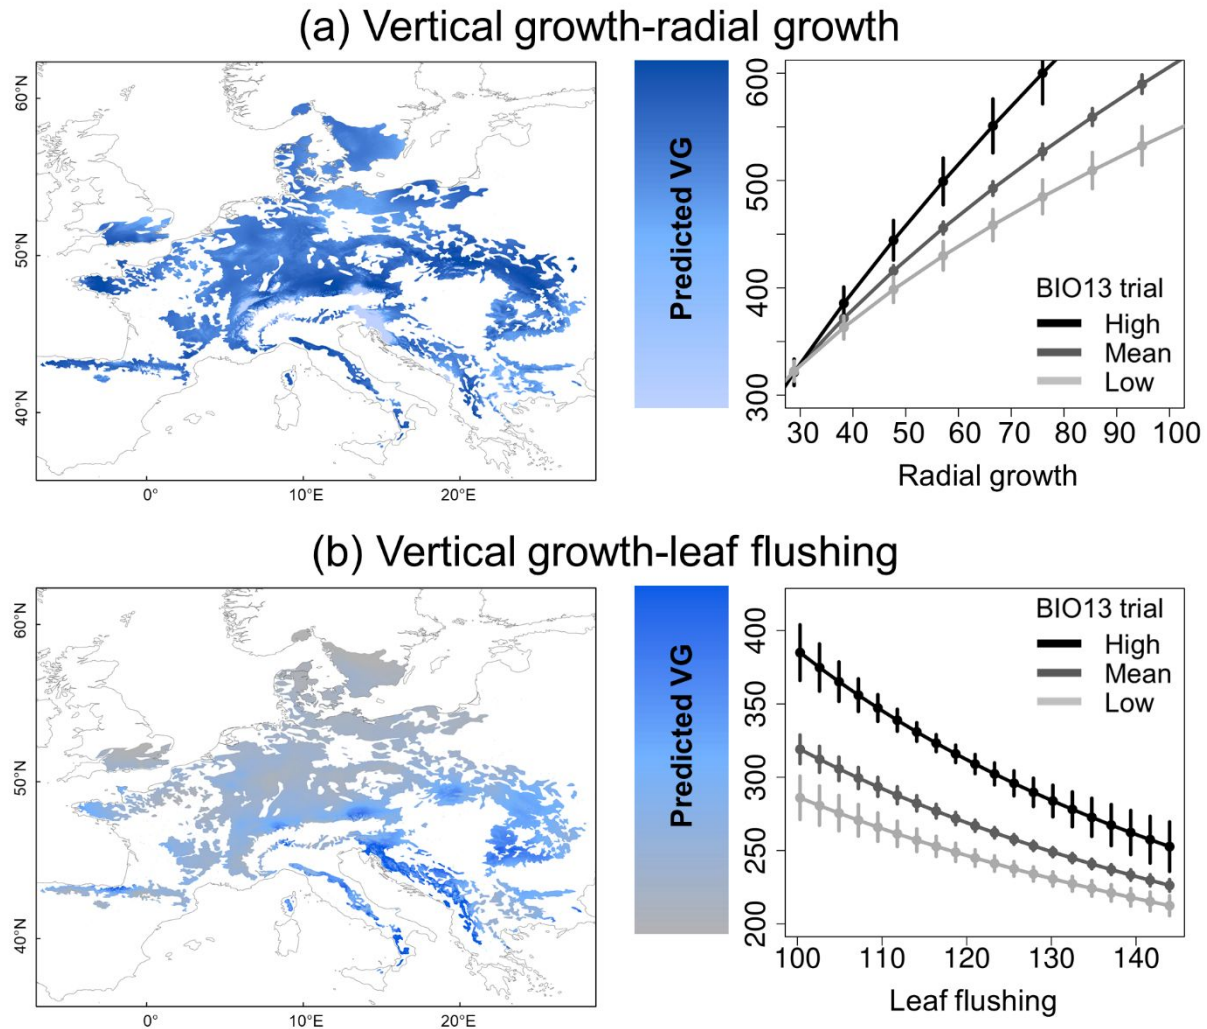 (a) Vertical growth-radial growth
60°N
50°N
40°N
0°
10°E
20°E
Predicted VG
600
500
400
300
BIO13 trial
High
Mean
Low
30 40 50 60 70 80 90 100
Radial growth
(b) Vertical growth-leaf flushing
60°N
50°N
40°N
0°
10°E
20°E
Predicted VG
400
350
300
250
200
BIO13 trial
High
Mean
Low
100 110 120 130 140
Leaf flushing